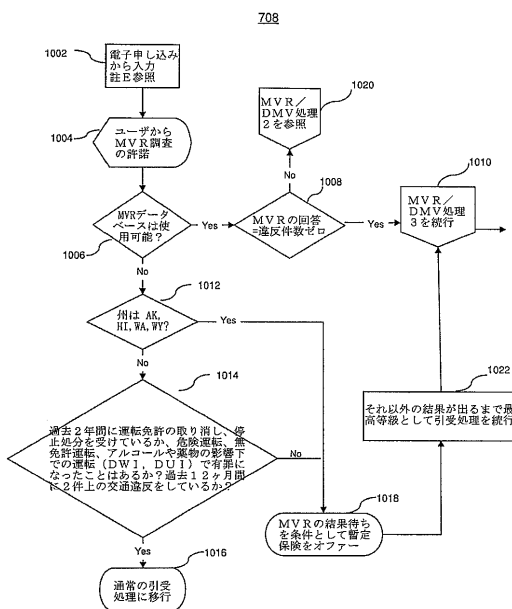 708
1002
電子申し込み
から入力
註E参照
1004
ユーザから
MVR調査
の許諾
1020
MVR／
DMV処理
2を参照
No
1008
1010
MVR／
DMV処理
3を続行
MVRデータ
ベースは使
用可能？
1006
Yes
MVRの回答
=違反件数ゼロ
Yes
No
1012
州は AK,
HI,WA,WY?
Yes
No
1014
1022
それ以外の結果が出るまで最
高等級として引受処理を続行
過去２年間に運転免許の取り消し、停
止処分を受けているか、危険運転、無
免許運転、アルコールや薬物の影響下
での運転（DWI，DUI）で有罪に
なったことはあるか？過去１２ヶ月間
に２件上の交通違反をしているか？
No
1018
MVRの結果待ち
を条件として暫定
保険をオファー
Yes
1016
通常の引受
処理に移行